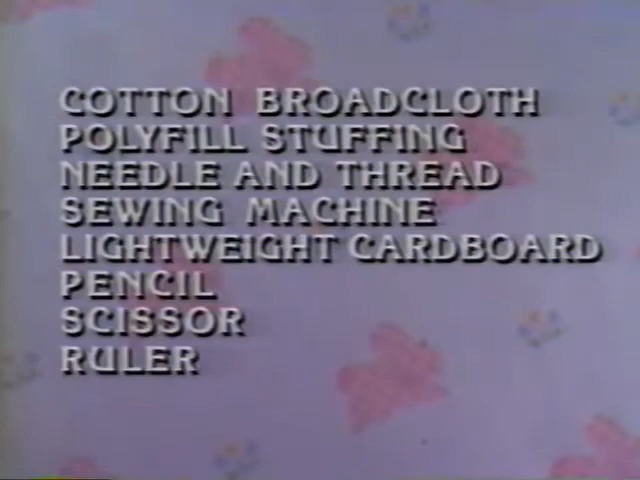 COTTON BROADCLOTH
POLYFILL STUFFING
NEEDLE AND THREAD
SEWING MACHINE
LIGHTWEIGHT CARDBOARD
PENCIL
SCISSOR
RULER